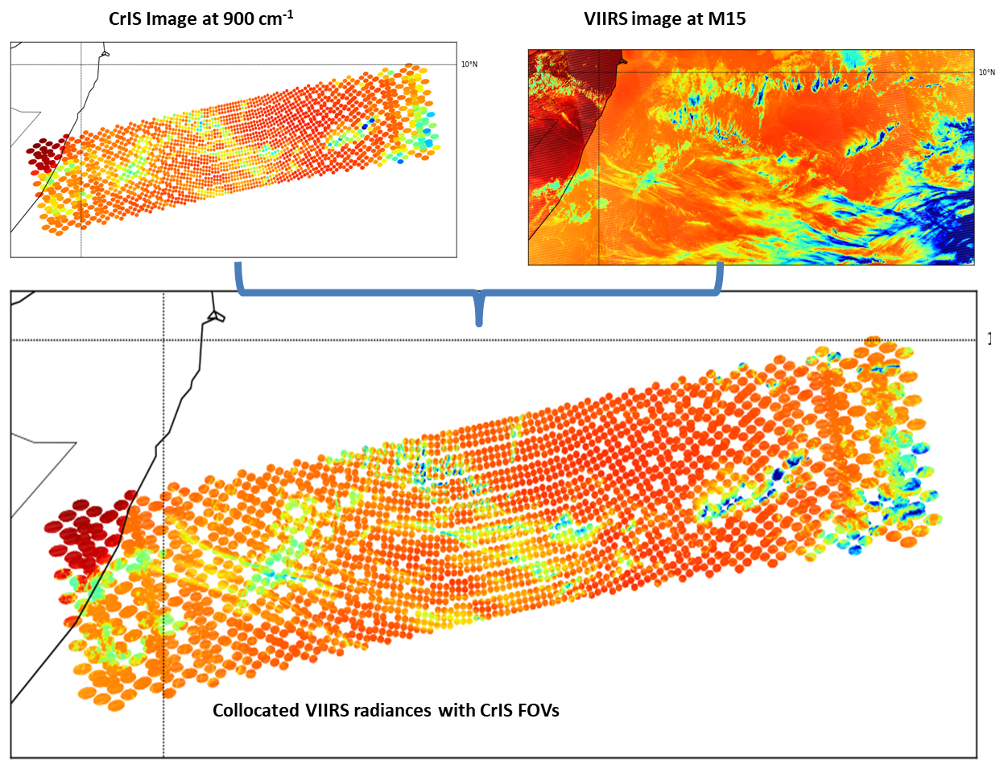 CrIS Image at 900 cm-1
VIIRS image at M15
10°N
10°N
Collocated VIIRS radiances with CrIS FOVs